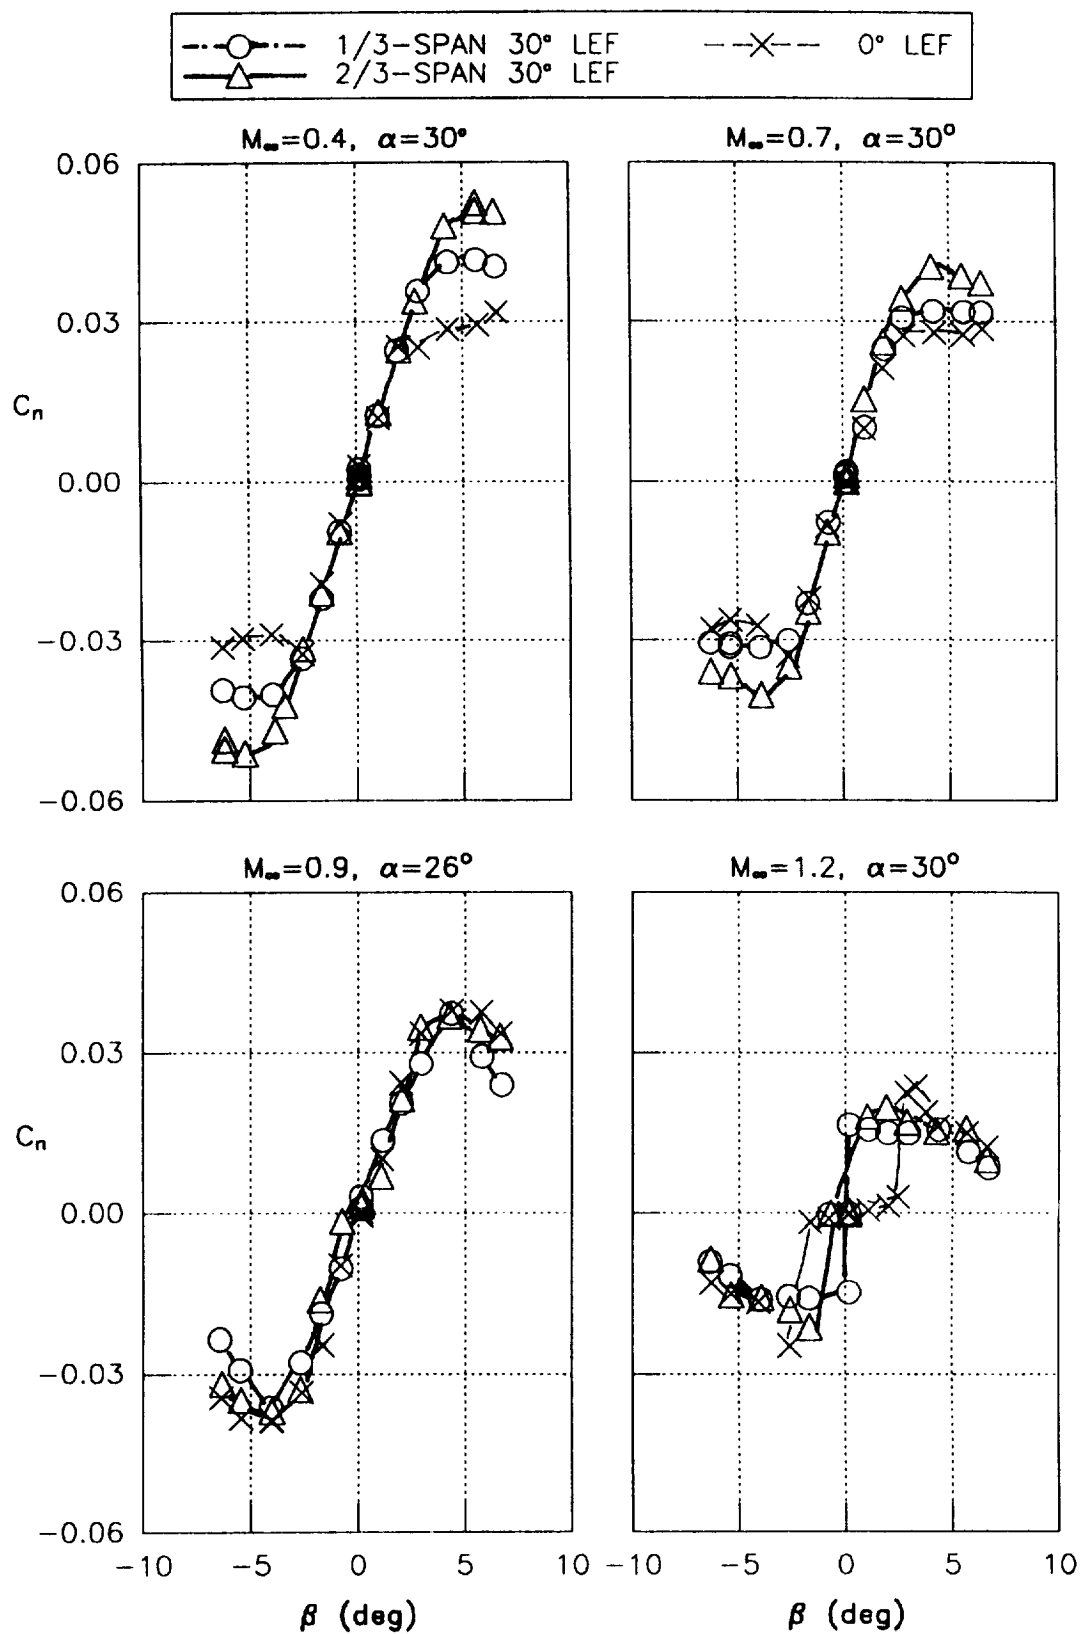 1/3-SPAN 30° LEF
0° LEF
2/3-SPAN 30° LEF
M∞=0.4, α=30°
M∞=0.7, α=30°
0.06
0.03
Cn
0.00
−0.03
−0.06
M∞=0.9, α=26°
M∞=1.2, α=30°
0.06
0.03
Cn
0.00
−0.03
−0.06
−10 −5 0 5 10
−10 −5 0 5 10
β (deg)
β (deg)